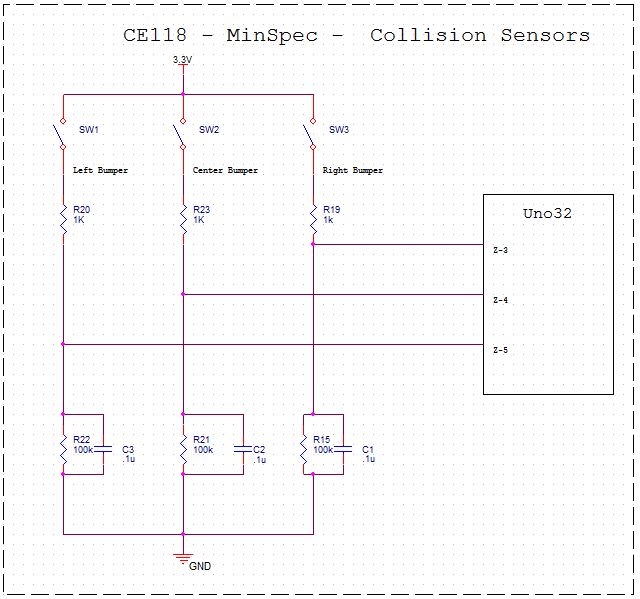 CE118 - MinSpec - Collision Sensors
3.3V
SW1
SW2
SW3
Left Bumper
Center Bumper
Right Bumper
R20
1K
R23
1K
R19
1k
Uno32
Z-3
Z-4
Z-5
R22
100k
C3
.1u
R21
100k
C2
.1u
R15
100k
C1
.1u
GND